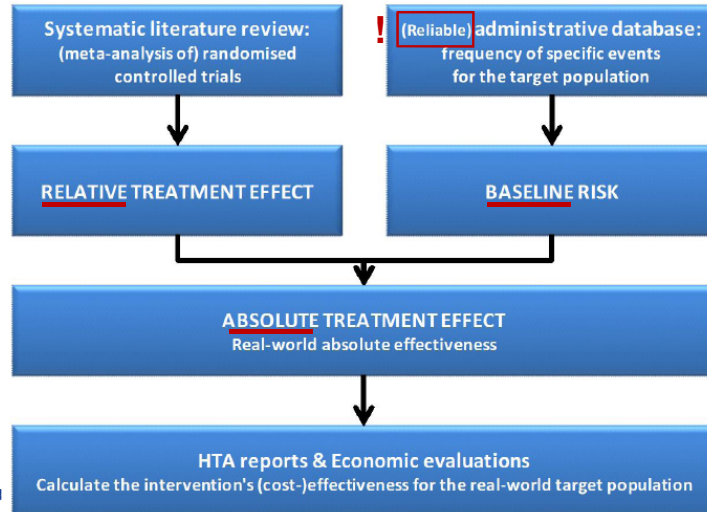 Systematic literature review:
(meta-analysis of) randomised
controlled trials
! (Reliable) administrative database:
frequency of specific events
for the target population
RELATIVE TREATMENT EFFECT
BASELINE RISK
ABSOLUTE TREATMENT EFFECT
Real-world absolute effectiveness
HTA reports & Economic evaluations
Calculate the intervention's (cost-)effectiveness for the real-world target population